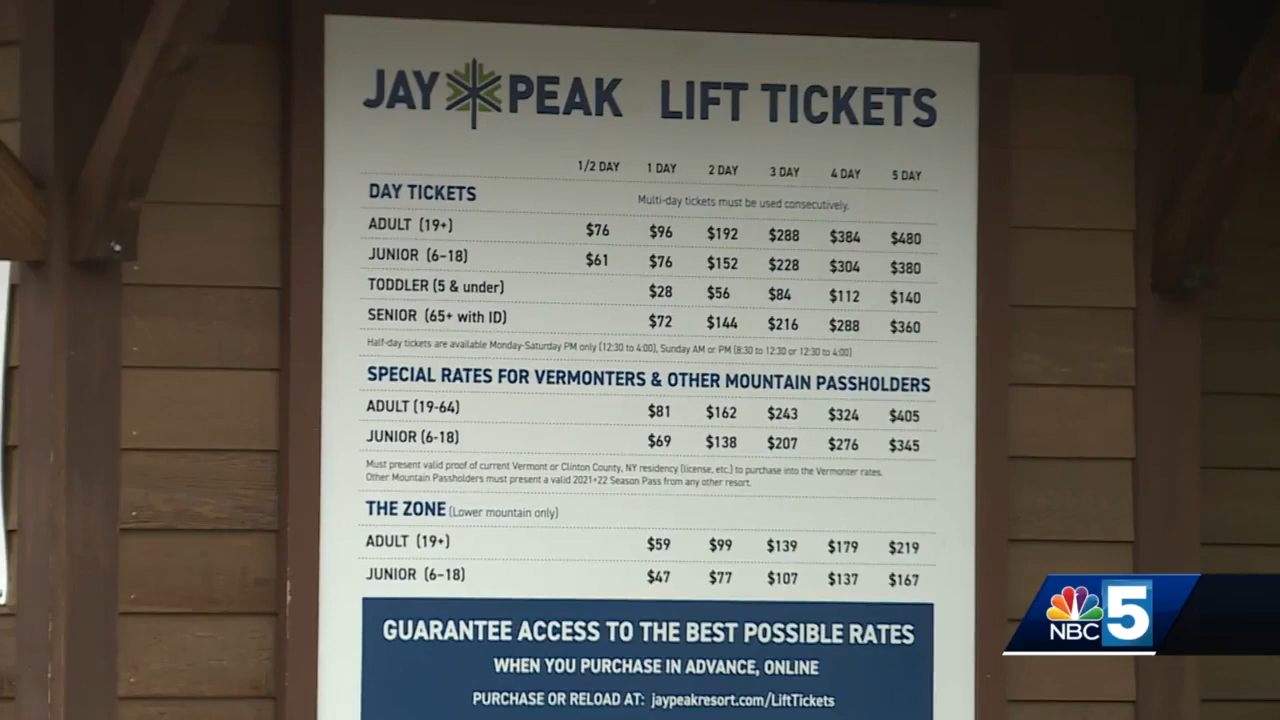 JAY PEAK LIFT TICKETS
1/2 DAY 1 DAY 2 DAY 3 DAY 4 DAY 5 DAY
DAY TICKETS Multi-day tickets must be used consecutively.
ADULT (19+) $76 $96 $192 $288 $384 $480
JUNIOR (6-18) $61 $76 $152 $228 $304 $380
TODDLER (5 & under) $28 $56 $84 $112 $140
SENIOR (65+ with ID) $72 $144 $216 $288 $360
Half-day tickets are available Monday-Saturday PM only (12:30 to 4:00), Sunday AM or PM (8:30 to 12:30 or 12:30 to 4:00)
SPECIAL RATES FOR VERMONTERS & OTHER MOUNTAIN PASSHOLDERS
ADULT (19-64) $81 $162 $243 $324 $405
JUNIOR (6-18) $69 $138 $207 $276 $345
Must present valid proof of current Vermont or Clinton County, NY residency (license, etc.) to purchase into the Vermonter rates.
Other Mountain Passholders must present a valid 2021-22 Season Pass from any other resort.
THE ZONE (Lower mountain only)
ADULT (19+) $59 $99 $139 $179 $219
JUNIOR (6-18) $47 $77 $107 $137 $167
GUARANTEE ACCESS TO THE BEST POSSIBLE RATES
WHEN YOU PURCHASE IN ADVANCE, ONLINE
PURCHASE OR RELOAD AT: jaypeakresort.com/LiftTickets
NBC 5